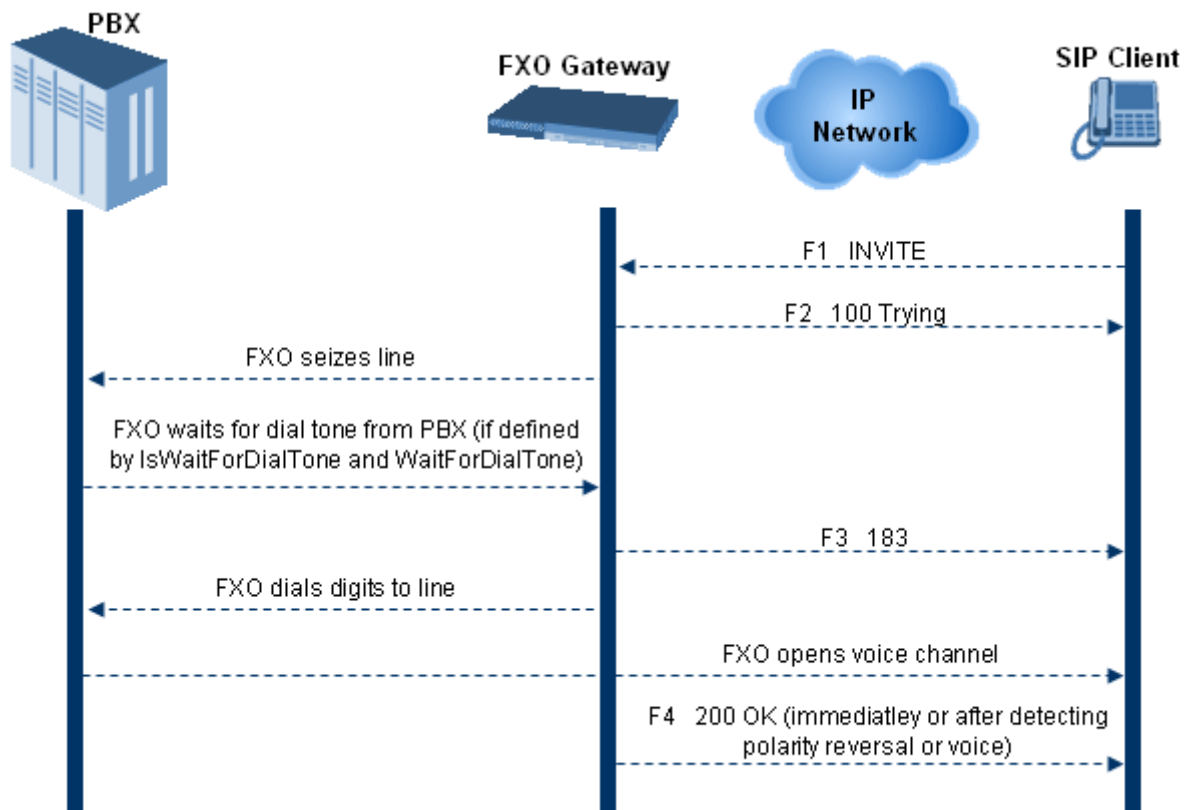 PBX
FXO Gateway
IP
Network
SIP Client
F1 INVITE
F2 100 Trying
FXO seizes line
FXO waits for dial tone from PBX (if defined
by IsWaitForDialTone and WaitForDialTone)
F3 183
FXO dials digits to line
FXO opens voice channel
F4 200 OK (immediatley or after detecting
polarity reversal or voice)